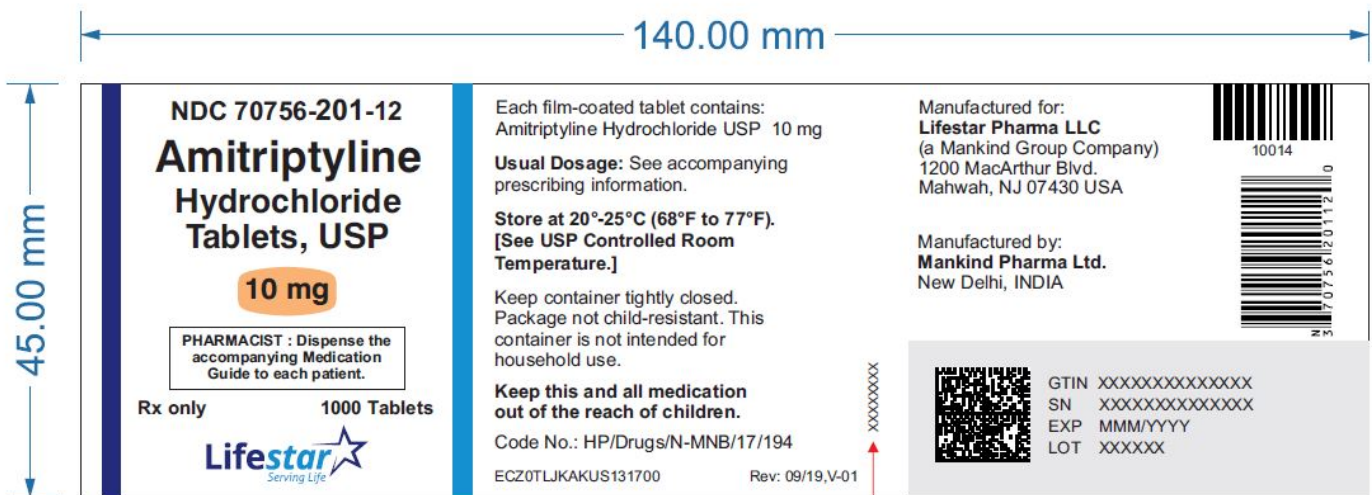 140.00 mm
45.00 mm
NDC 70756-201-12
Amitriptyline
Hydrochloride
Tablets, USP
10 mg
PHARMACIST : Dispense the
accompanying Medication
Guide to each patient.
Rx only 1000 Tablets
Lifestar
Serving Life
Each film-coated tablet contains:
Amitriptyline Hydrochloride USP 10 mg
Usual Dosage: See accompanying
prescribing information.
Store at 20°-25°C (68°F to 77°F).
[See USP Controlled Room
Temperature.]
Keep container tightly closed.
Package not child-resistant. This
container is not intended for
household use.
Keep this and all medication
out of the reach of children.
Code No.: HP/Drugs/N-MNB/17/194
ECZ0TLJKAKUS131700 Rev: 09/19,V-01
XXXXXXXX
Manufactured for:
Lifestar Pharma LLC
(a Mankind Group Company)
1200 MacArthur Blvd.
Mahwah, NJ 07430 USA
Manufactured by:
Mankind Pharma Ltd.
New Delhi, INDIA
10014
N
3 70756 20112 0
GTIN XXXXXXXXXXXXXX
SN XXXXXXXXXXXXXX
EXP MMM/YYYY
LOT XXXXXX